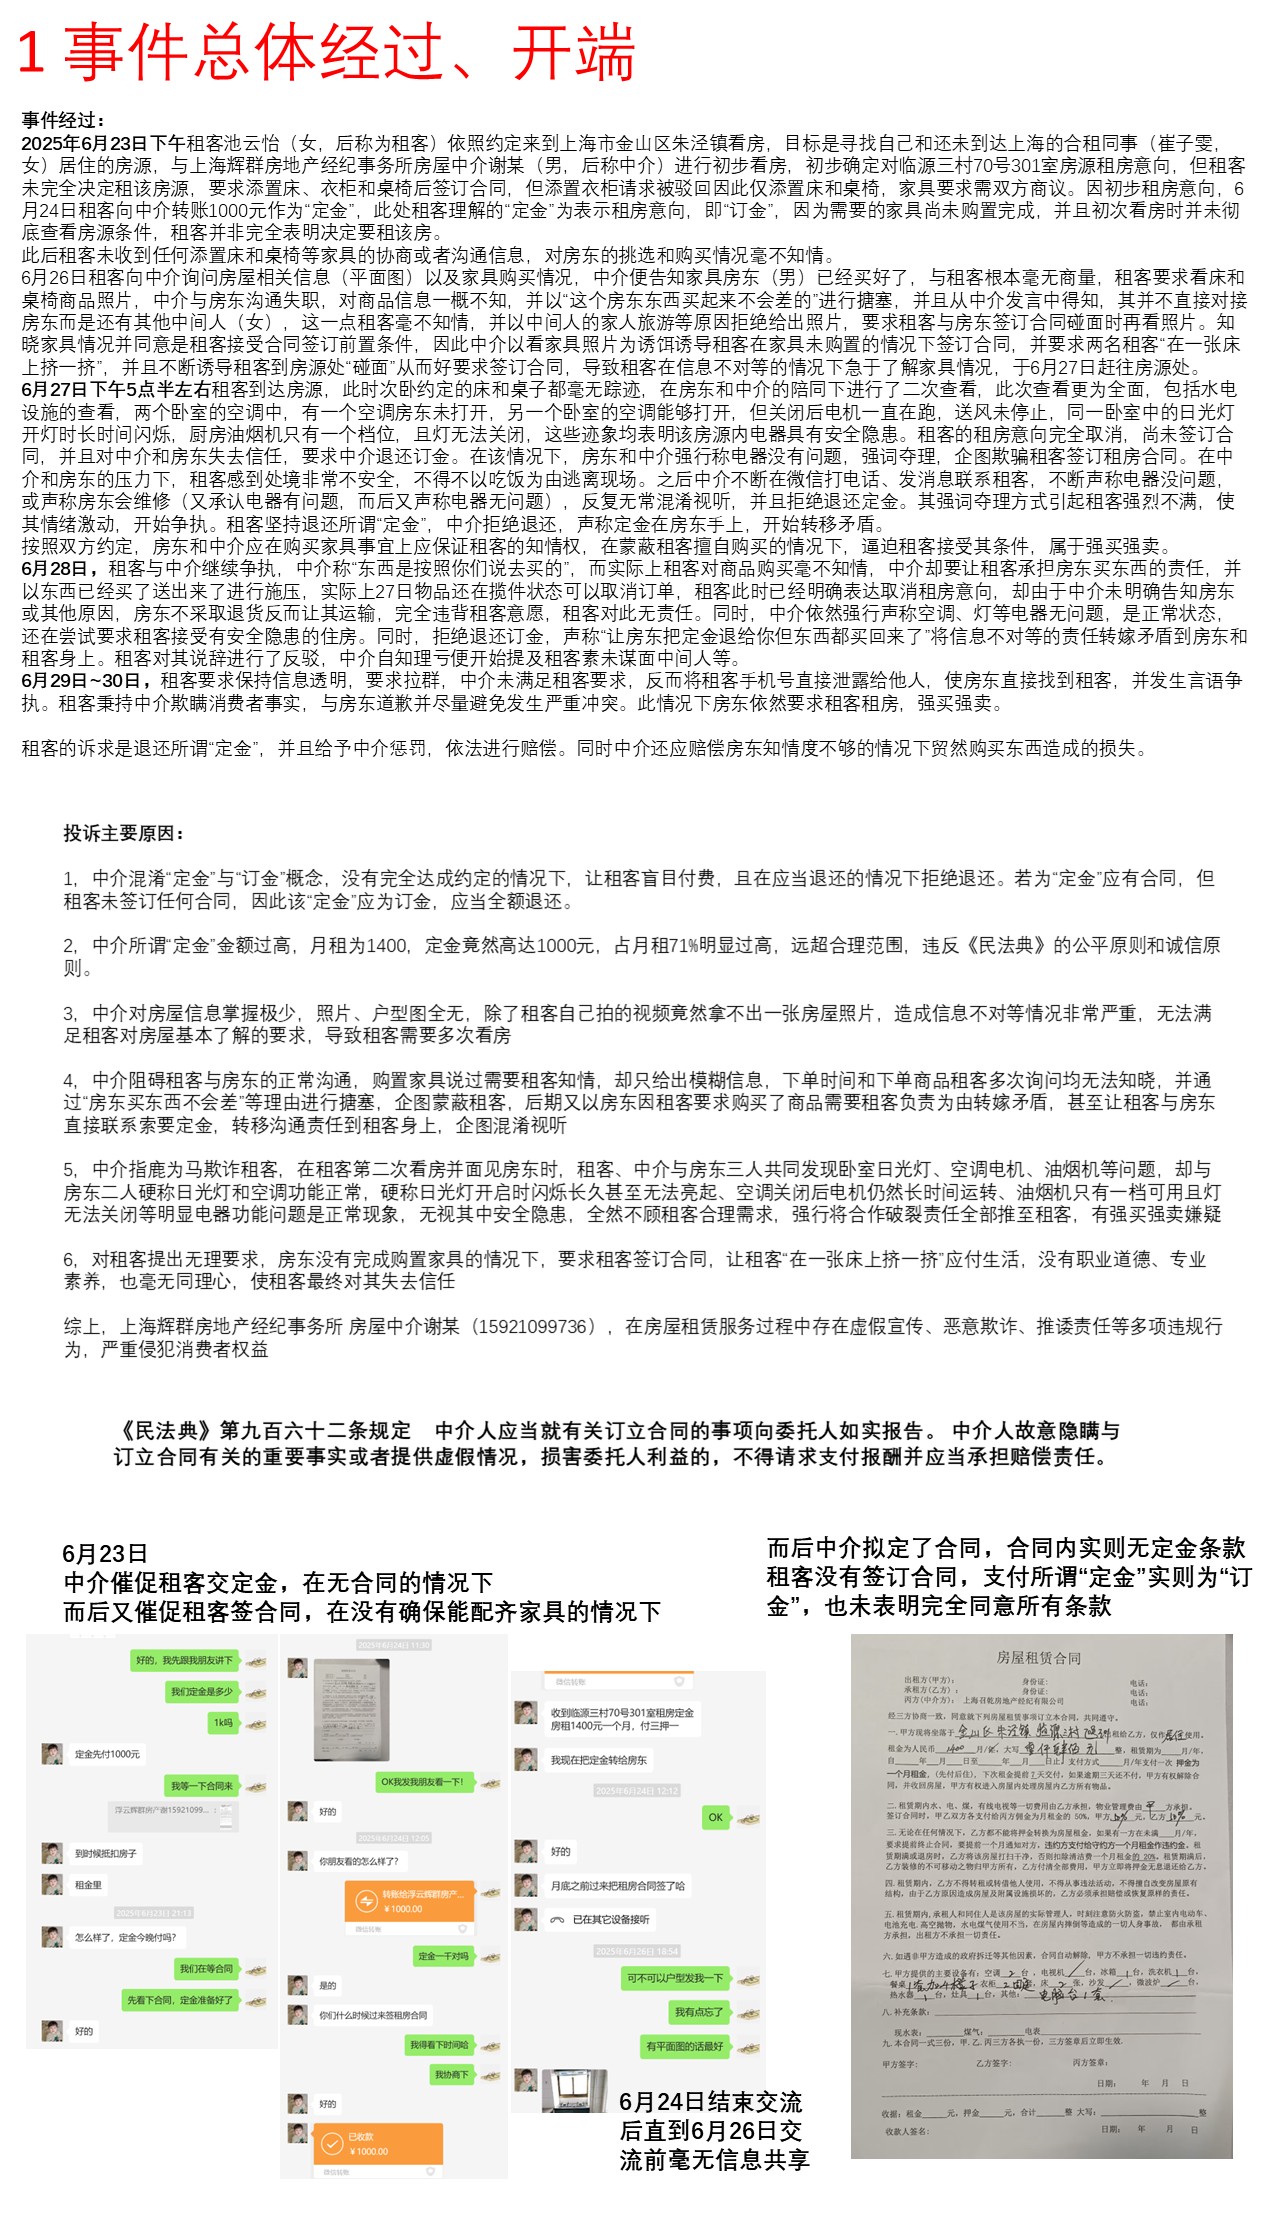 1 事件总体经过、开端
事件经过：
2025年6月23日下午租客池云怡（女，后称为租客）依照约定来到上海市金山区朱泾镇看房，目标是寻找自己和还未到达上海的合租同事（崔子雯，
女）居住的房源，与上海辉群房地产经纪事务所房屋中介谢某（男，后称中介）进行初步看房，初步确定对临源三村70号301室房源租房意向，但租客
未完全决定租该房源，要求添置床、衣柜和桌椅后签订合同，但添置衣柜请求被驳回因此仅添置床和桌椅，家具要求需双方商议。因初步租房意向，6
月24日租客向中介转账1000元作为“定金”，此处租客理解的“定金”为表示租房意向，即“订金”，因为需要的家具尚未购置完成，并且初次看房时并未彻
底查看房源条件，租客并非完全表明决定要租该房。
此后租客未收到任何添置床和桌椅等家具的协商或者沟通信息，对房东的挑选和购买情况毫不知情。
6月26日租客向中介询问房屋相关信息（平面图）以及家具购买情况，中介便告知家具房东（男）已经买好了，与租客根本毫无商量，租客要求看床和
桌椅商品照片，中介与房东沟通失职，对商品信息一概不知，并以“这个房东东西买起来不会差的”进行搪塞，并且从中介发言中得知，其并不直接对接
房东而是还有其他中间人（女），这一点租客毫不知情，并以中间人的家人旅游等原因拒绝给出照片，要求租客与房东签订合同碰面时再看照片。知
晓家具情况并同意是租客接受合同签订前置条件，因此中介以看家具照片为诱饵诱导租客在家具未购置的情况下签订合同，并要求两名租客“在一张床
上挤一挤”，并且不断诱导租客到房源处“碰面”从而好要求签订合同，导致租客在信息不对等的情况下急于了解家具情况，于6月27日赶往房源处。
6月27日下午5点半左右租客到达房源，此时次卧约定的床和桌子都毫无踪迹，在房东和中介的陪同下进行了二次查看，此次查看更为全面，包括水电
设施的查看，两个卧室的空调中，有一个空调房东未打开，另一个卧室的空调能够打开，但关闭后电机一直在跑，送风未停止，同一卧室中的日光灯
开灯时长时间闪烁，厨房油烟机只有一个档位，且灯无法关闭，这些迹象均表明该房源内电器具有安全隐患。租客的租房意向完全取消，尚未签订合
同，并且对中介和房东失去信任，要求中介退还订金。在该情况下，房东和中介强行称电器没有问题，强词夺理，企图欺骗租客签订租房合同。在中
介和房东的压力下，租客感到处境非常不安全，不得不以吃饭为由逃离现场。之后中介不断在微信打电话、发消息联系租客，不断声称电器没问题，
或声称房东会维修（又承认电器有问题，而后又声称电器无问题），反复无常混淆视听，并且拒绝退还定金。其强词夺理方式引起租客强烈不满，使
其情绪激动，开始争执。租客坚持退还所谓“定金”，中介拒绝退还，声称定金在房东手上，开始转移矛盾。
按照双方约定，房东和中介应在购买家具事宜上应保证租客的知情权，在蒙蔽租客擅自购买的情况下，逼迫租客接受其条件，属于强买强卖。
6月28日，租客与中介继续争执，中介称“东西是按照你们说去买的”，而实际上租客对商品购买毫不知情，中介却要让租客承担房东买东西的责任，并
以东西已经买了送出来了进行施压，实际上27日物品还在揽件状态可以取消订单，租客此时已经明确表达取消租房意向，却由于中介未明确告知房东
或其他原因，房东不采取退货反而让其运输，完全违背租客意愿，租客对此无责任。同时，中介依然强行声称空调、灯等电器无问题，是正常状态，
还在尝试要求租客接受有安全隐患的住房。同时，拒绝退还订金，声称“让房东把定金退给你但东西都买回来了”将信息不对等的责任转嫁矛盾到房东和
租客身上。租客对其说辞进行了反驳，中介自知理亏便开始提及租客素未谋面中间人等。
6月29日~30日，租客要求保持信息透明，要求拉群，中介未满足租客要求，反而将租客手机号直接泄露给他人，使房东直接找到租客，并发生言语争
执。租客秉持中介欺瞒消费者事实，与房东道歉并尽量避免发生严重冲突。此情况下房东依然要求租客租房，强买强卖。
租客的诉求是退还所谓“定金”，并且给予中介惩罚，依法进行赔偿。同时中介还应赔偿房东知情度不够的情况下贸然购买东西造成的损失。
投诉主要原因：
1，中介混淆“定金”与“订金”概念，没有完全达成约定的情况下，让租客盲目付费，且在应当退还的情况下拒绝退还。若为“定金”应有合同，但
租客未签订任何合同，因此该“定金”应为订金，应当全额退还。
2，中介所谓“定金”金额过高，月租为1400，定金竟然高达1000元，占月租71%明显过高，远超合理范围，违反《民法典》的公平原则和诚信原
则。
3，中介对房屋信息掌握极少，照片、户型图全无，除了租客自己拍的视频竟然拿不出一张房屋照片，造成信息不对等情况非常严重，无法满
足租客对房屋基本了解的要求，导致租客需要多次看房
4，中介阻碍租客与房东的正常沟通，购置家具说过需要租客知情，却只给出模糊信息，下单时间和下单商品租客多次询问均无法知晓，并通
过“房东买东西不会差”等理由进行搪塞，企图蒙蔽租客，后期又以房东因租客要求购买了商品需要租客负责为由转嫁矛盾，甚至让租客与房东
直接联系索要定金，转移沟通责任到租客身上，企图混淆视听
5，中介指鹿为马欺诈租客，在租客第二次看房并面见房东时，租客、中介与房东三人共同发现卧室日光灯、空调电机、油烟机等问题，却与
房东二人硬称日光灯和空调功能正常，硬称日光灯开启时闪烁长久甚至无法亮起、空调关闭后电机仍然长时间运转、油烟机只有一档可用且灯
无法关闭等明显电器功能问题是正常现象，无视其中安全隐患，全然不顾租客合理需求，强行将合作破裂责任全部推至租客，有强买强卖嫌疑
6，对租客提出无理要求，房东没有完成购置家具的情况下，要求租客签订合同，让租客“在一张床上挤一挤”应付生活，没有职业道德、专业
素养，也毫无同理心，使租客最终对其失去信任
综上，上海辉群房地产经纪事务所 房屋中介谢某（15921099736），在房屋租赁服务过程中存在虚假宣传、恶意欺诈、推诿责任等多项违规行
为，严重侵犯消费者权益
《民法典》第九百六十二条规定 中介人应当就有关订立合同的事项向委托人如实报告。 中介人故意隐瞒与
订立合同有关的重要事实或者提供虚假情况，损害委托人利益的，不得请求支付报酬并应当承担赔偿责任。
6月23日
中介催促租客交定金，在无合同的情况下
而后又催促租客签合同，在没有确保能配齐家具的情况下
好的，我先跟我朋友讲下
我们定金是多少
1k吗
定金先付1000元
我等一下合同来
浮云辉群房产谢15921099...：
到时候抵扣房子
租金里
2025年6月23日 21:13
怎么样了，定金今晚付吗？
我们在等合同
先看下合同，定金准备好了
好的
2025年6月24日 11:30
OK我发我朋友看一下！
好的
2025年6月24日 12:05
你朋友看的怎么样了？
转账给浮云辉群房产...
¥1000.00
微信转账
定金一千对吗
是的
你们什么时候过来签租房合同
我得看下时间哈
我协商下
好的
已收款
¥1000.00
微信转账
微信转账
收到临源三村70号301室租房定金
房租1400元一个月，付三押一
我现在把定金转给房东
2025年6月24日 12:12
OK
好的
月底之前过来把租房合同签了哈
已在其它设备接听
2025年6月26日 18:54
可不可以户型发我一下
我有点忘了
有平面图的话最好
6月24日结束交流
后直到6月26日交
流前毫无信息共享
而后中介拟定了合同，合同内实则无定金条款
租客没有签订合同，支付所谓“定金”实则为“订
金”，也未表明完全同意所有条款
房屋租赁合同
出租方(甲方)： 身份证： 电话：
承租方(乙方)： 身份证： 电话：
丙方(中介方)： 上海召乾房地产经纪有限公司 电话：
经三方协商一致，同意就下列房屋租赁事项订立本合同，共同遵守。
一、甲方现将坐落于金山区朱泾镇临源三村 租给乙方，仅作居住使用。
租金为人民币1400月/年，大写壹仟肆佰元整，租赁期为 月/年，
自 年 月 日至 年 月 日止，支付方式 月/年支付一次 押金为
一个月租金，(先付后住)，下次租金提前7天交付，如果逾期三天还不付，甲方有权解除合
同，并收回房屋，甲方有权进入房屋内处理房屋内乙方所有物品。
二、租赁期内水、电、煤，有线电视等一切费用由乙方承担，物业管理费由甲方承担。
签订合同时，甲乙双方各支付给丙方佣金为月租金的 50%，甲方 元，乙方 元。
三、无论在任何情况下，乙方都不能将押金转换为房屋租金，如果有一方在未满 月/年，
要求提前终止合同，要提前一个月通知对方，违约方支付给守约方一个月租金作违约金。租
赁期满或退房时，乙方将该房屋打扫干净，否则扣除清洁费一个月租金的 20%。租赁期满后，
乙方装修的不可移动之物归甲方所有，乙方付清全部费用，甲方立即将押金无息退还给乙方。
四、租赁期内，乙方不得转租或转借他人使用，不得从事违法活动，不得擅自改变房屋原有
结构，由于乙方原因造成房屋及附属设施损坏的，乙方必须承担赔偿或恢复原样的责任。
五、租赁期内，承租人和同住人是该房屋的实际管理人，时刻注意防火防盗，禁止室内电动车、
电池充电，高空抛物，水电煤气使用不当，在房屋内摔倒等造成的一切人身事故， 都由承租
方承担，出租方不承担一切责任。
六、如遇非甲方造成的政府拆迁等其他因素，合同自动解除，甲方不承担一切违约责任。
七、甲方提供的主要设备有：空调2台，电视机 台，冰箱1台，洗衣机1台，
餐桌1套加4椅子，衣柜2 ，床2张，沙发 ，微波炉 台，
热水器1台，灶具1台，其他： 电脑台1套.
八、补充条款：
现水表： 煤气： 电表
九、本合同一式三份，甲、乙、丙三方各执一份，三方签章后立即生效。
甲方签字： 乙方签字： 丙方签章：
日期： 年 月 日
收据：租金 元，押金 元，合计 整 大写： 整
收款人签名： 日期： 年 月 日